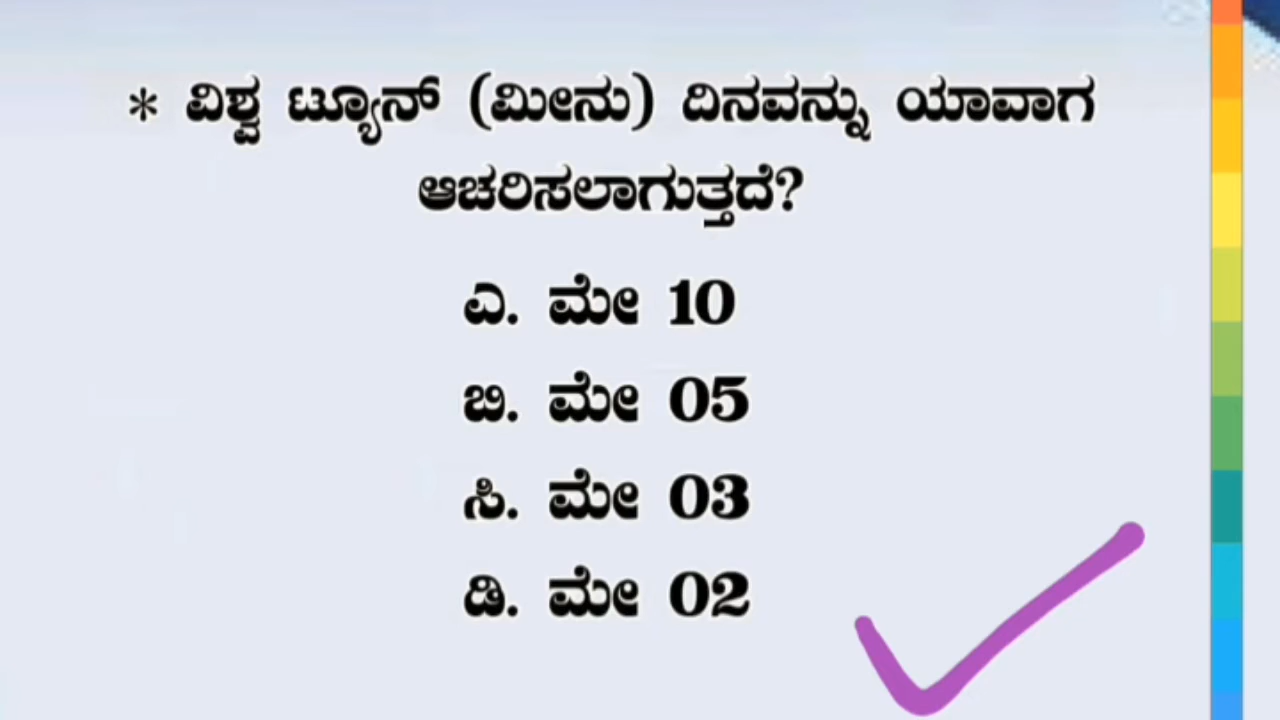 * ವಿಶ್ವ ಟ್ಯೂನ್ (ಮೀನು) ದಿನವನ್ನು ಯಾವಾಗ
ಆಚರಿಸಲಾಗುತ್ತದೆ?
ಎ. ಮೇ 10
ಬಿ. ಮೇ 05
ಸಿ. ಮೇ 03
ಡಿ. ಮೇ 02